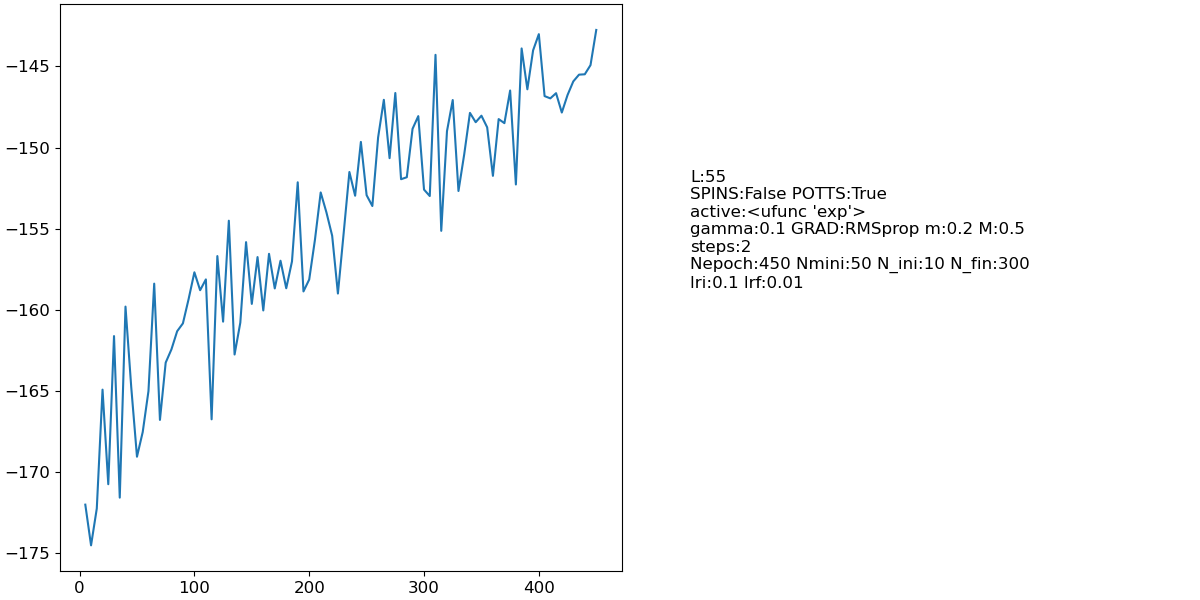 −145
−150
−155
−160
−165
−170
−175
0 100 200 300 400
L:55
SPINS:False POTTS:True
active:<ufunc 'exp'>
gamma:0.1 GRAD:RMSprop m:0.2 M:0.5
steps:2
Nepoch:450 Nmini:50 N_ini:10 N_fin:300
lri:0.1 lrf:0.01